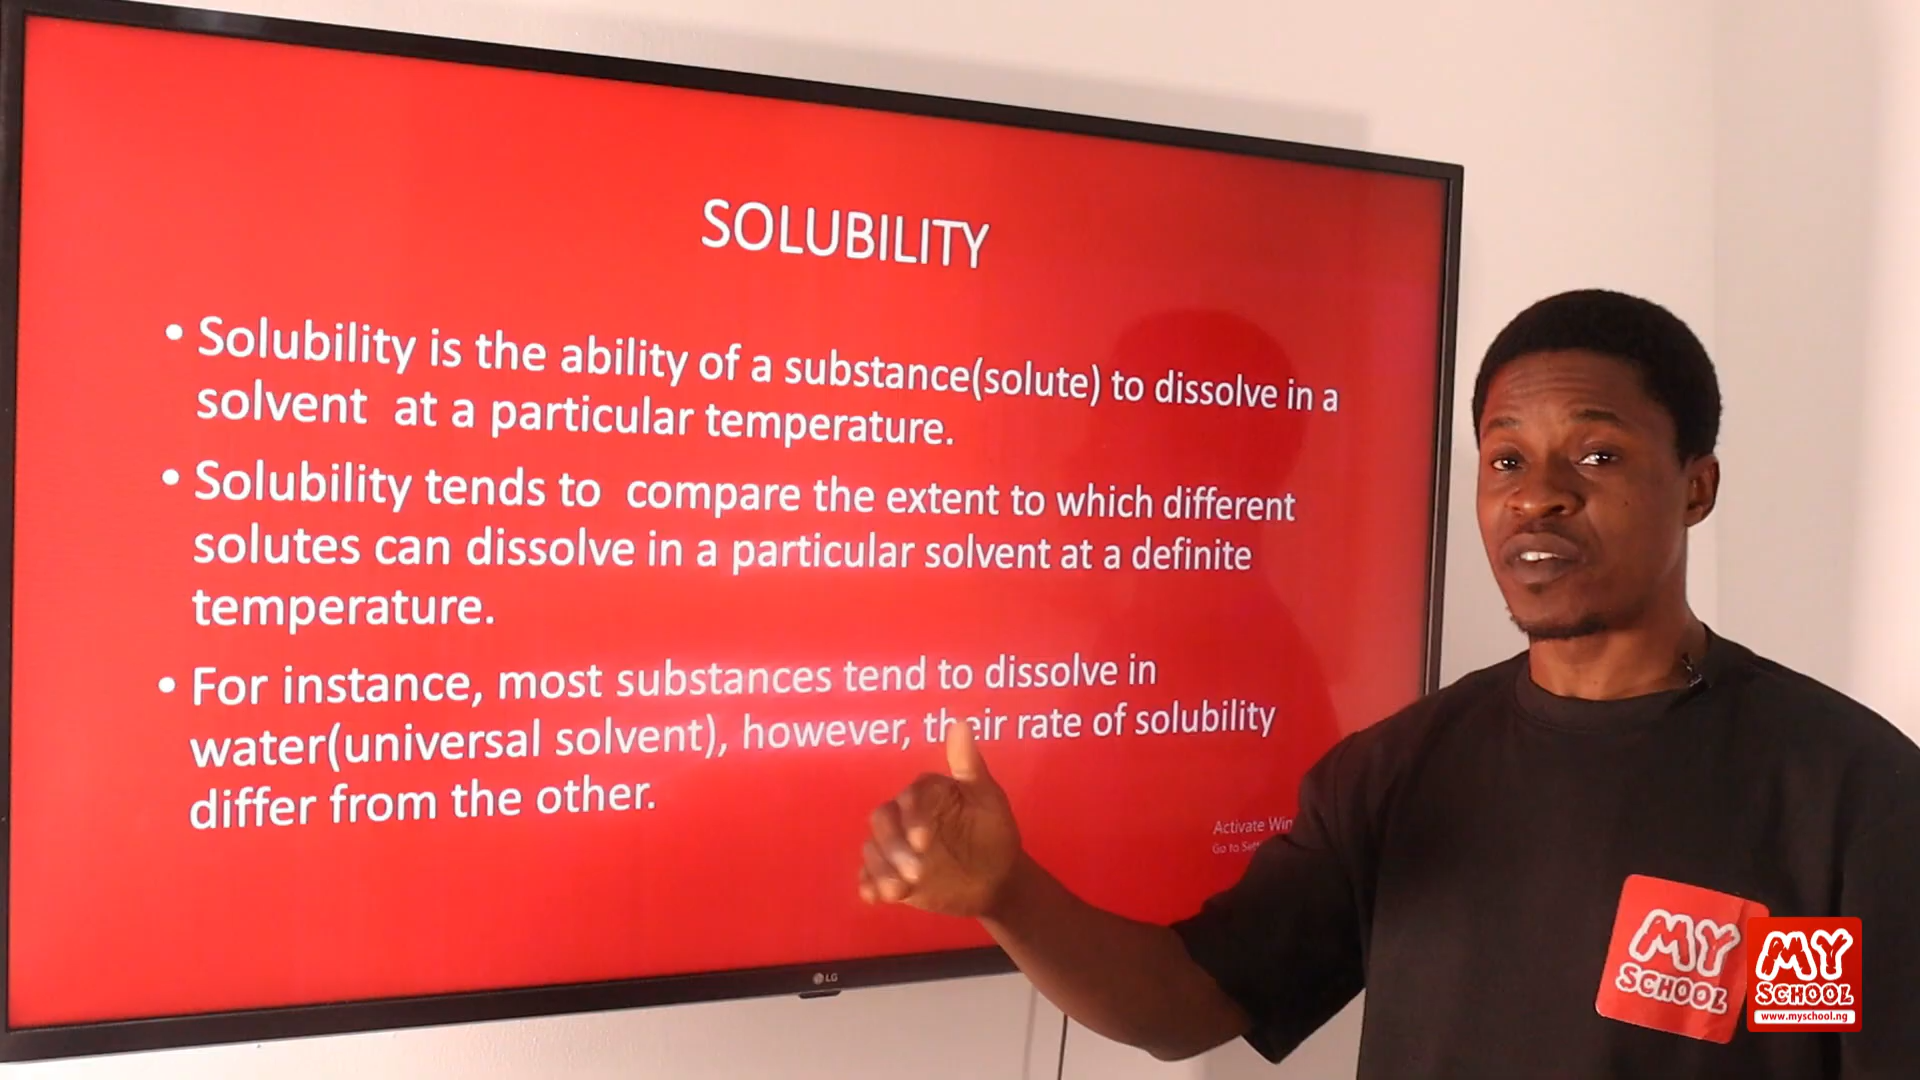 SOLUBILITY
• Solubility is the ability of a substance(solute) to dissolve in a
solvent at a particular temperature.
• Solubility tends to compare the extent to which different
solutes can dissolve in a particular solvent at a definite
temperature.
• For instance, most substances tend to dissolve in
water(universal solvent), however, their rate of solubility
differ from the other.
Activate
Go to
LG
MY
SCHOOL
MY
SCHOOL
www.myschool.ng